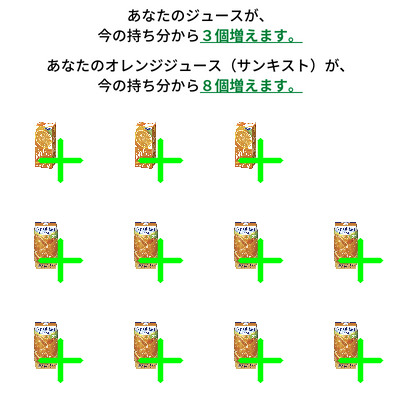 あなたのジュースが、
今の持ち分から３個増えます。
あなたのオレンジジュース（サンキスト）が、
今の持ち分から８個増えます。